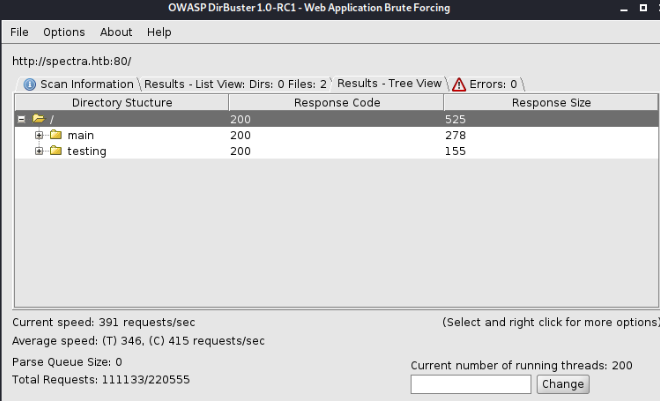 OWASP DirBuster 1.0-RC1 - Web Application Brute Forcing
File Options About Help
http://spectra.htb:80/
Scan Information Results - List View: Dirs: 0 Files: 2 Results - Tree View Errors: 0
Directory Stucture Response Code Response Size
/ 200 525
main 200 278
testing 200 155
Current speed: 391 requests/sec (Select and right click for more options)
Average speed: (T) 346, (C) 415 requests/sec
Parse Queue Size: 0
Current number of running threads: 200
Total Requests: 111133/220555
Change